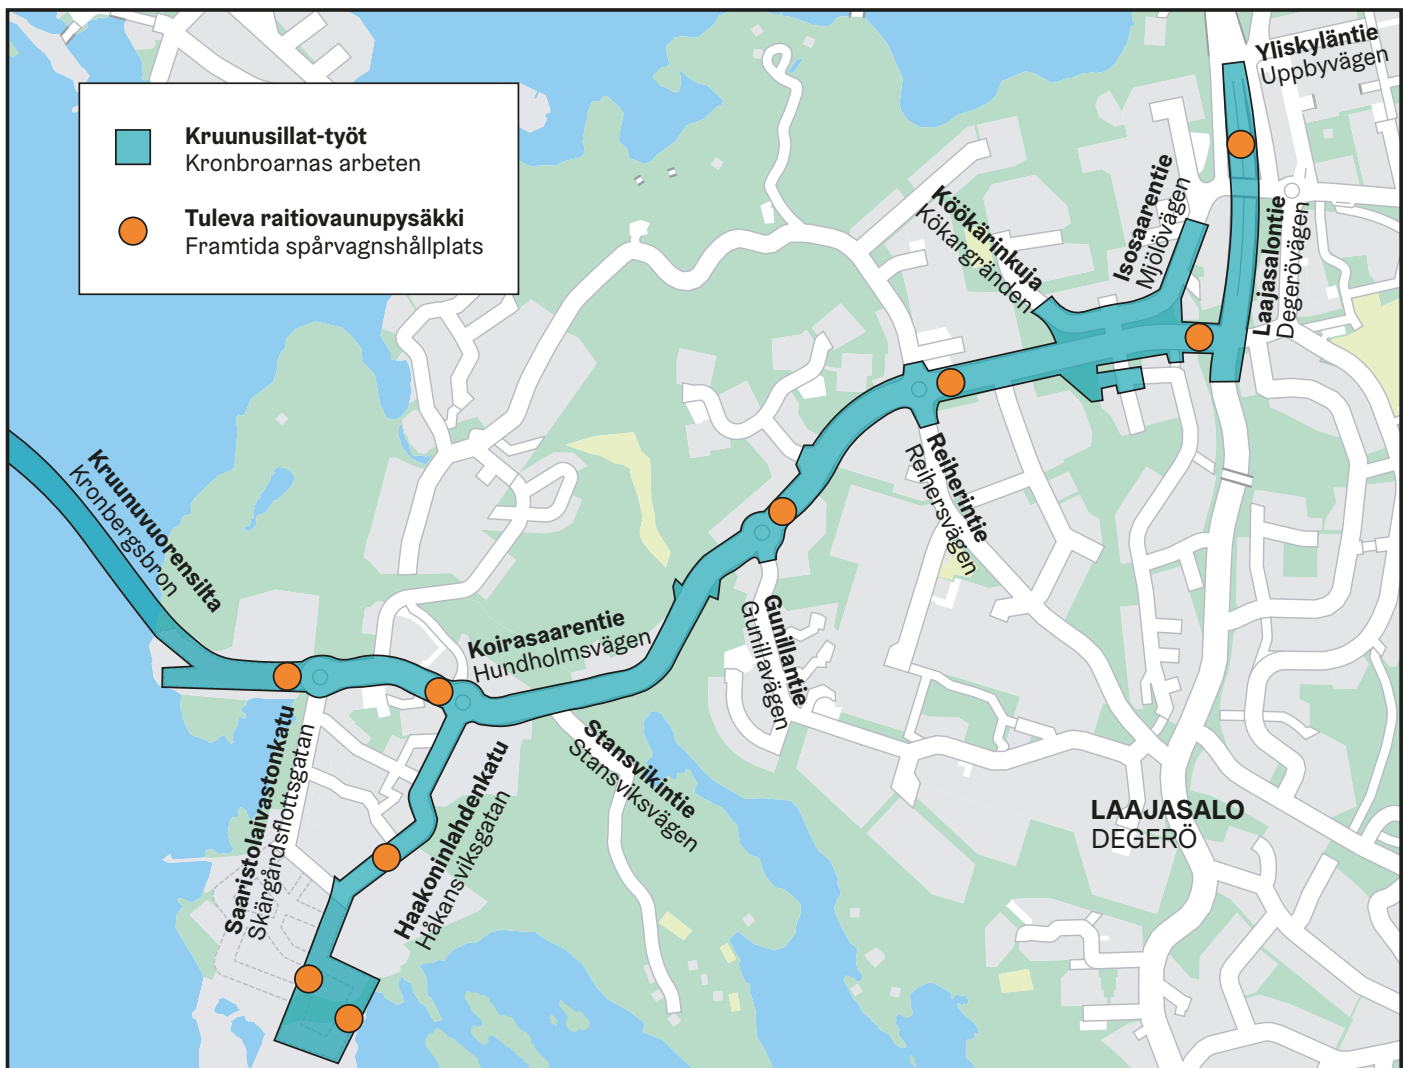 Kruunusillat-työt
Kronbroarnas arbeten
Tuleva raitiovaunupysäkki
Framtida spårvagnshållplats
Yliskyläntie
Uppbyvägen
Köökärinkuja
Kökargränden
Isosaarentie
Mjölövägen
Laajasalontie
Degerövägen
Kruunuvuorensilta
Kronbergsbron
Reiherintie
Reihersvägen
Koirasaarentie
Hundholmsvägen
Gunillantie
Gunillavägen
Saaristolaivastonkatu
Skärgårdsflottsgatan
Haakoninlahdenkatu
Håkansviksgatan
Stansvikintie
Stansviksvägen
LAAJASALO
DEGERÖ